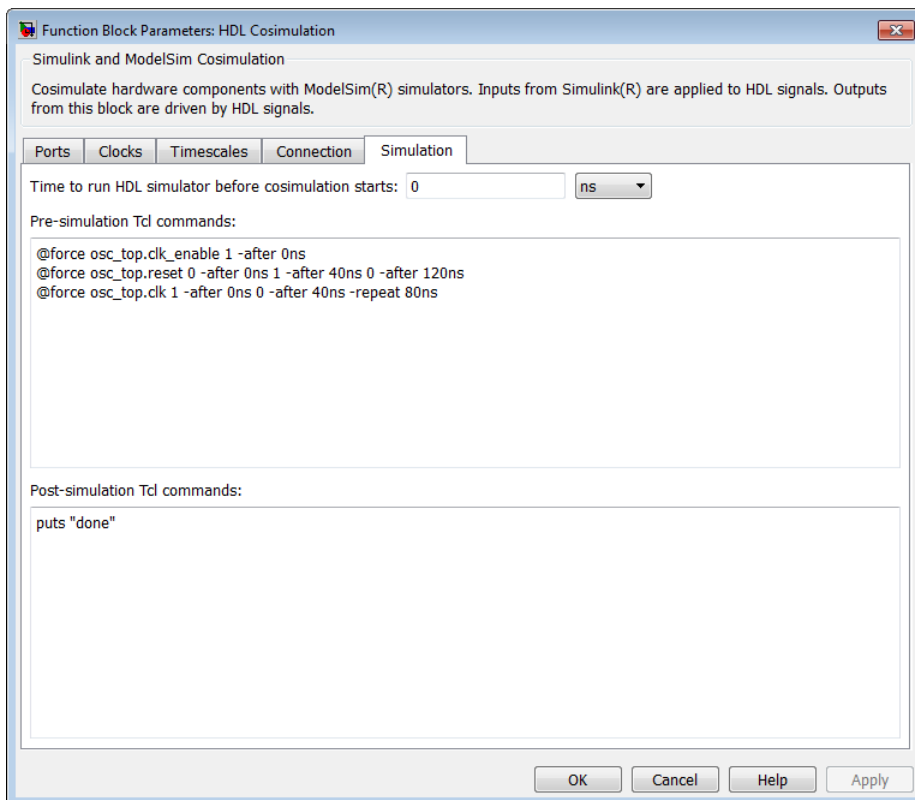 Function Block Parameters: HDL Cosimulation
Simulink and ModelSim Cosimulation
Cosimulate hardware components with ModelSim(R) simulators. Inputs from Simulink(R) are applied to HDL signals. Outputs
from this block are driven by HDL signals.
Ports Clocks Timescales Connection Simulation
Time to run HDL simulator before cosimulation starts: 0 ns
Pre-simulation Tcl commands:
@force osc_top.clk_enable 1 -after 0ns
@force osc_top.reset 0 -after 0ns 1 -after 40ns 0 -after 120ns
@force osc_top.clk 1 -after 0ns 0 -after 40ns -repeat 80ns
Post-simulation Tcl commands:
puts "done"
OK Cancel Help Apply